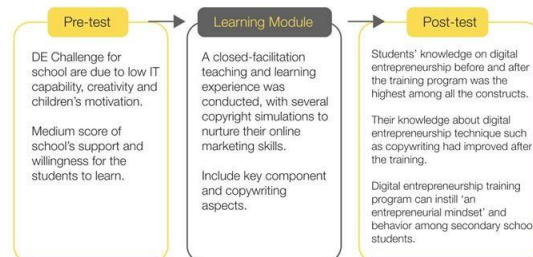 Pre-test
DE Challenge for
school are due to low IT
capability, creativity and
children's motivation.
Medium score of
school's support and
willingness for the
students to learn.
Learning Module
A closed-facilitation
teaching and learning
experience was
conducted, with several
copyright simulations to
nurture their online
marketing skills.
Include key component
and copywriting
aspects.
Post-test
Students' knowledge on digital
entrepreneurship before and after
the training program was the
highest among all the constructs.
Their knowledge about digital
entrepreneurship technique such
as copywriting had improved after
the training.
Digital entrepreneurship training
program can instill 'an
entrepreneurial mindset' and
behavior among secondary school
students.